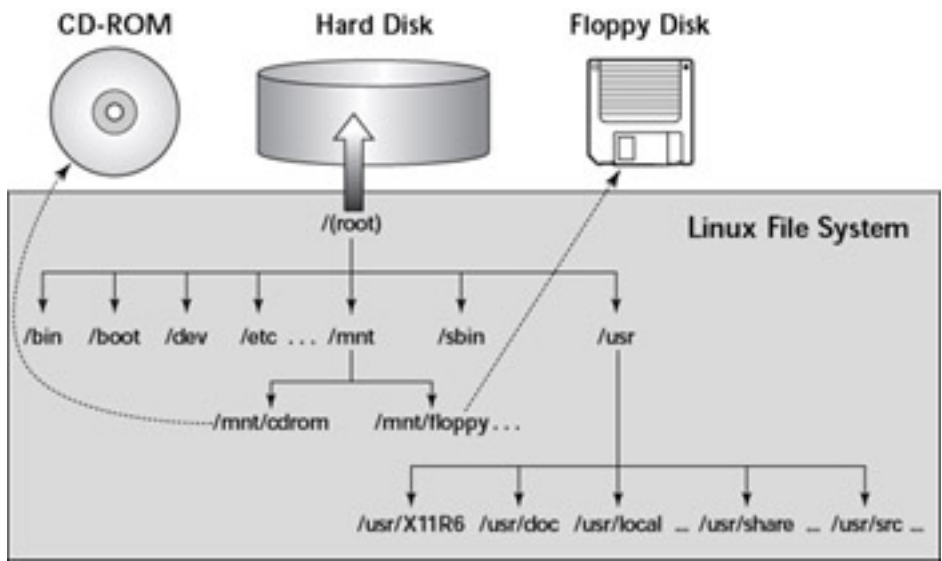 CD-ROM Hard Disk Floppy Disk
/(root)
Linux File System
/bin /boot /dev /etc ... /mnt /sbin /usr
/mnt/cdrom /mnt/floppy...
/usr/X11R6 /usr/doc /usr/local ... /usr/share ... /usr/src ...